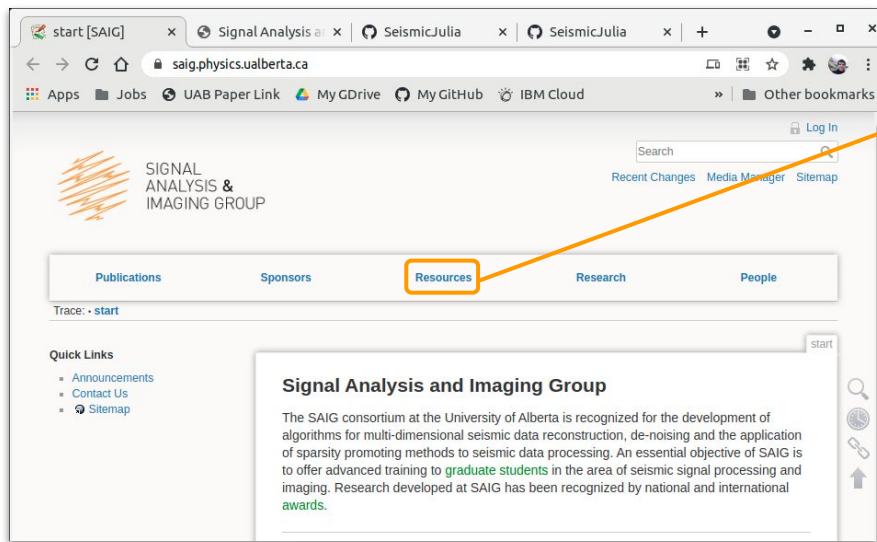 start [SAIG]
Signal Analysis a
SeismicJulia
SeismicJulia
saig.physics.ualberta.ca
Apps Jobs UAB Paper Link My GDrive My GitHub IBM Cloud » Other bookmarks
Log In
Search
Recent Changes Media Manager Sitemap
SIGNAL
ANALYSIS &
IMAGING GROUP
Publications Sponsors Resources Research People
Trace: • start
start
Quick Links
Announcements
Contact Us
Sitemap
Signal Analysis and Imaging Group
The SAIG consortium at the University of Alberta is recognized for the development of
algorithms for multi-dimensional seismic data reconstruction, de-noising and the application
of sparsity promoting methods to seismic data processing. An essential objective of SAIG is
to offer advanced training to graduate students in the area of seismic signal processing and
imaging. Research developed at SAIG has been recognized by national and international
awards.